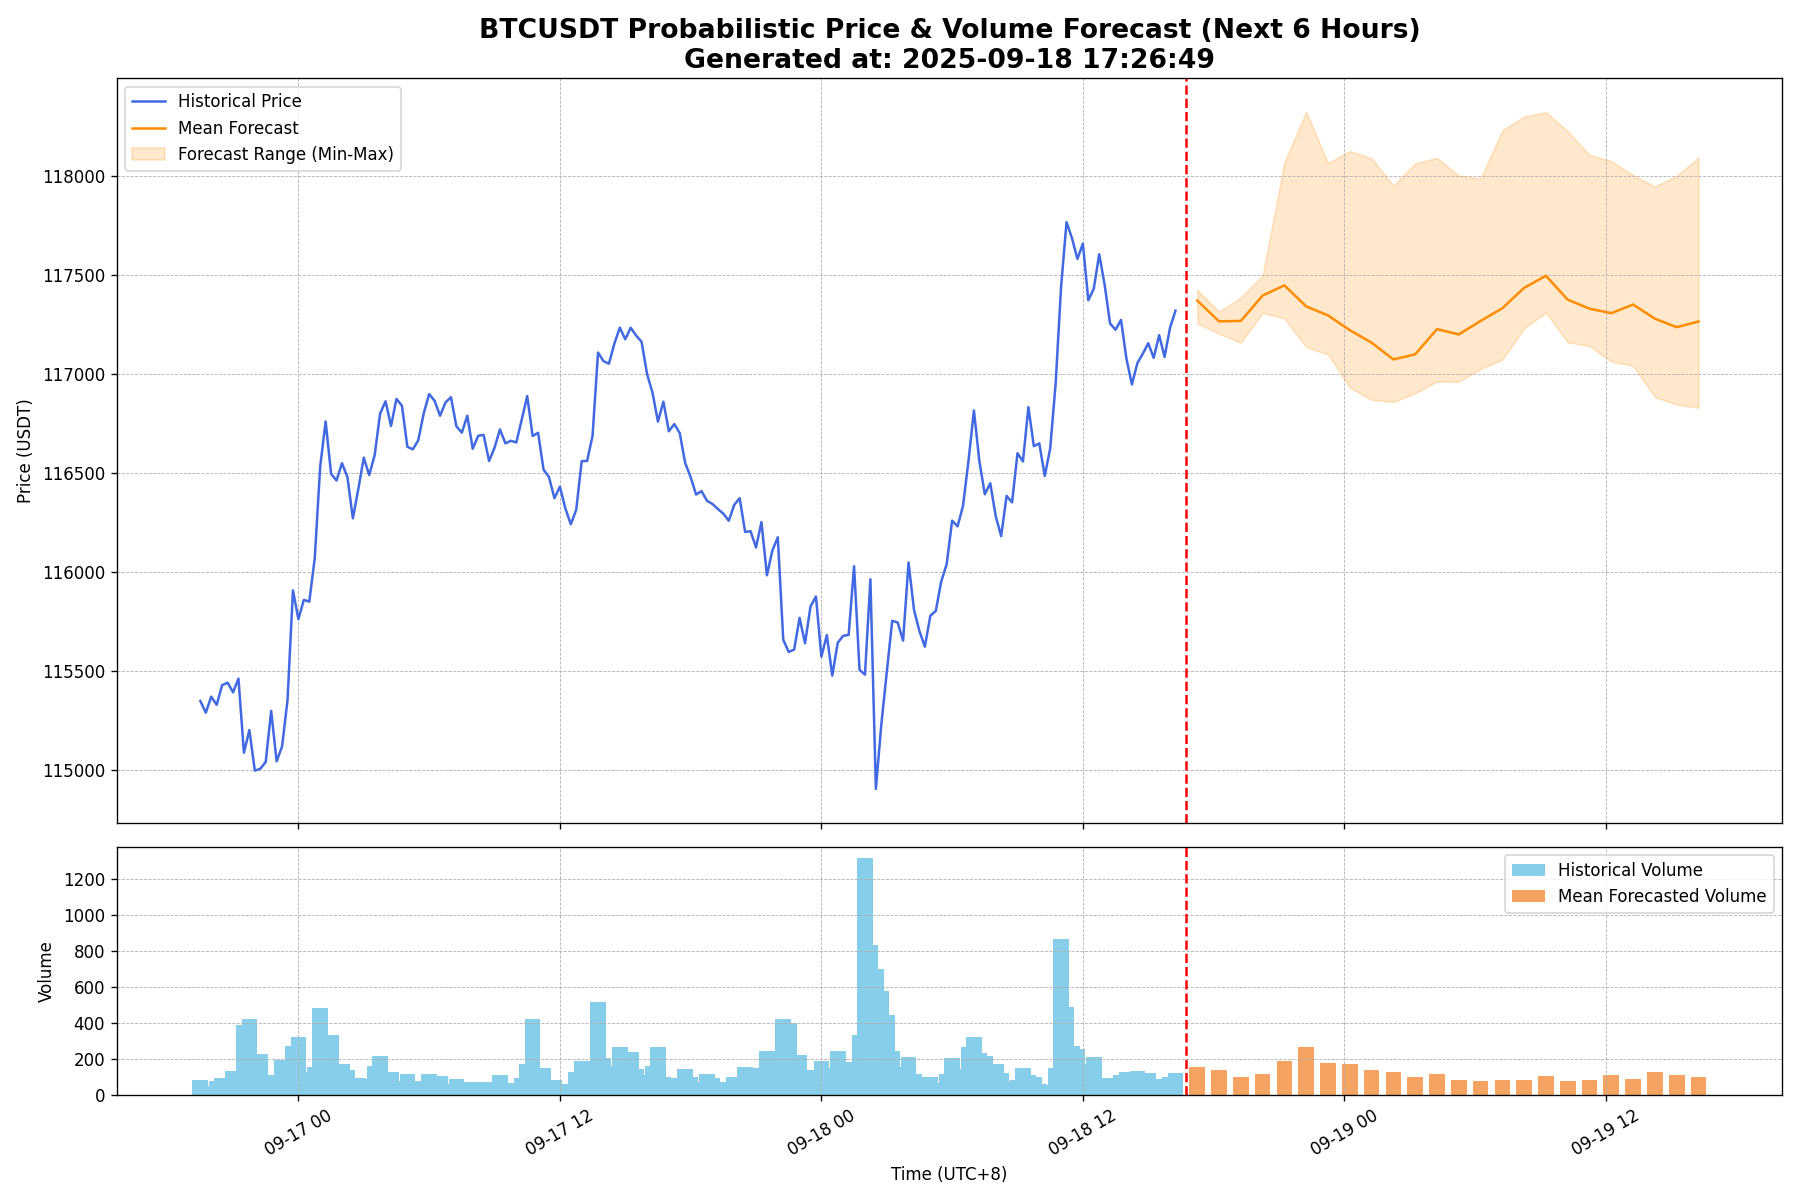 BTCUSDT Probabilistic Price & Volume Forecast (Next 6 Hours)
Generated at: 2025-09-18 17:26:49
Historical Price
Mean Forecast
Forecast Range (Min-Max)
118000
117500
117000
116500
116000
115500
115000
Price (USDT)
Historical Volume
Mean Forecasted Volume
1200
1000
800
600
400
200
0
Volume
09-17 00
09-17 12
09-18 00
09-18 12
09-19 00
09-19 12
Time (UTC+8)